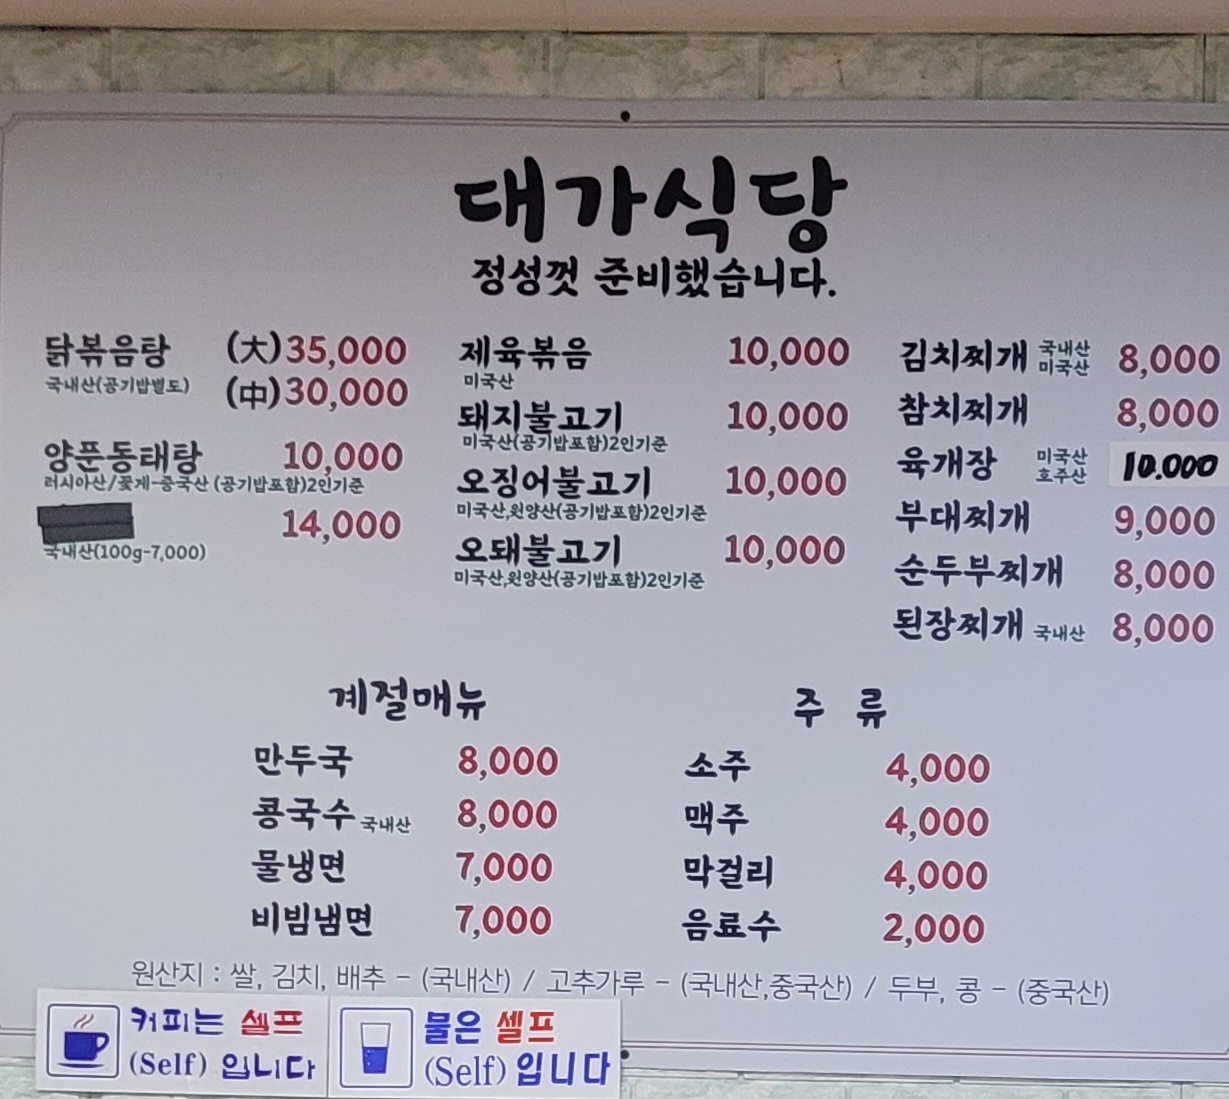 대가식당
정성껏 준비했습니다.
닭볶음탕 (大)35,000
국내산(공기밥별도) (中)30,000
양푼동태탕 10,000
러시아산/꽃게-중국산 (공기밥포함)2인기준
14,000
국내산(100g-7,000)
제육볶음 10,000
미국산
돼지불고기 10,000
미국산(공기밥포함)2인기준
오징어불고기 10,000
미국산,원양산(공기밥포함)2인기준
오돼불고기 10,000
미국산,원양산(공기밥포함)2인기준
김치찌개 국내산 미국산 8,000
참치찌개 8,000
육개장 미국산 호주산 10.000
부대찌개 9,000
순두부찌개 8,000
된장찌개 국내산 8,000
계절매뉴
만두국 8,000
콩국수 국내산 8,000
물냉면 7,000
비빔냄면 7,000
주 류
소주 4,000
맥주 4,000
막걸리 4,000
음료수 2,000
원산지 : 쌀, 김치, 배추 - (국내산) / 고추가루 - (국내산,중국산) / 두부, 콩 - (중국산)
커피는 셀프
(Self) 입니다
물은 셀프
(Self) 입니다